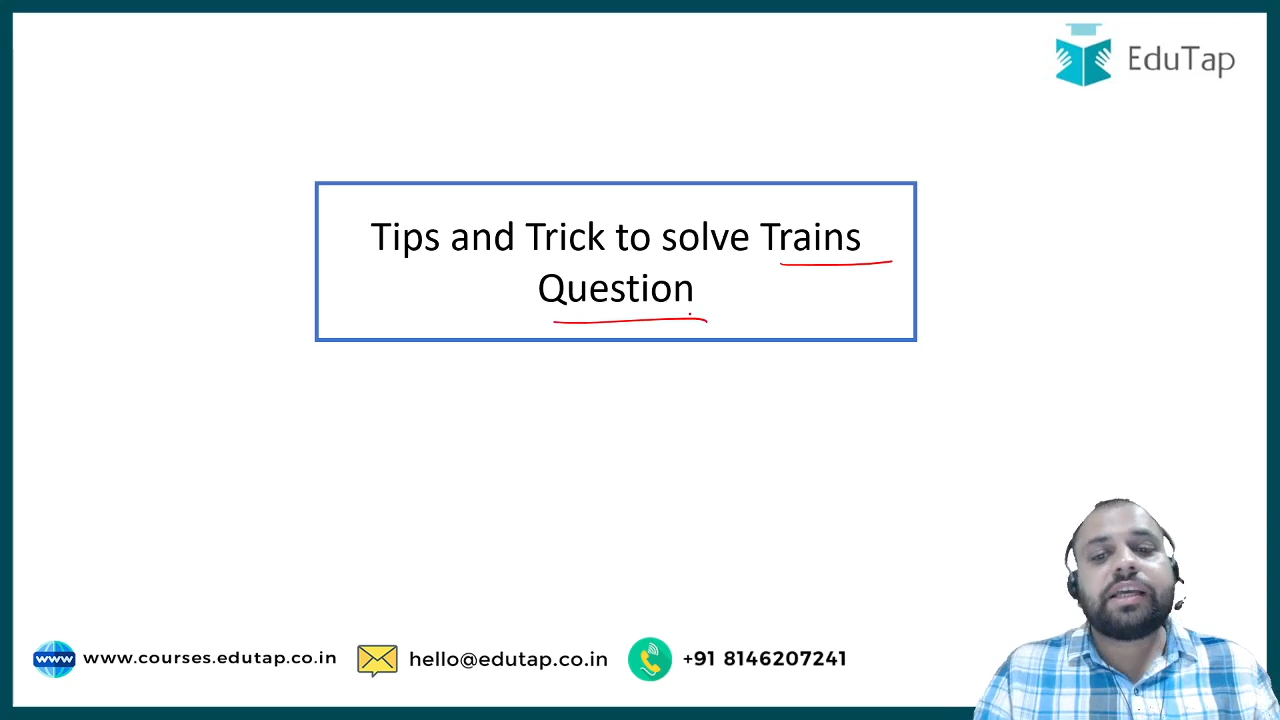 EduTap
Tips and Trick to solve Trains
Question
www www.courses.edutap.co.in hello@edutap.co.in +91 8146207241